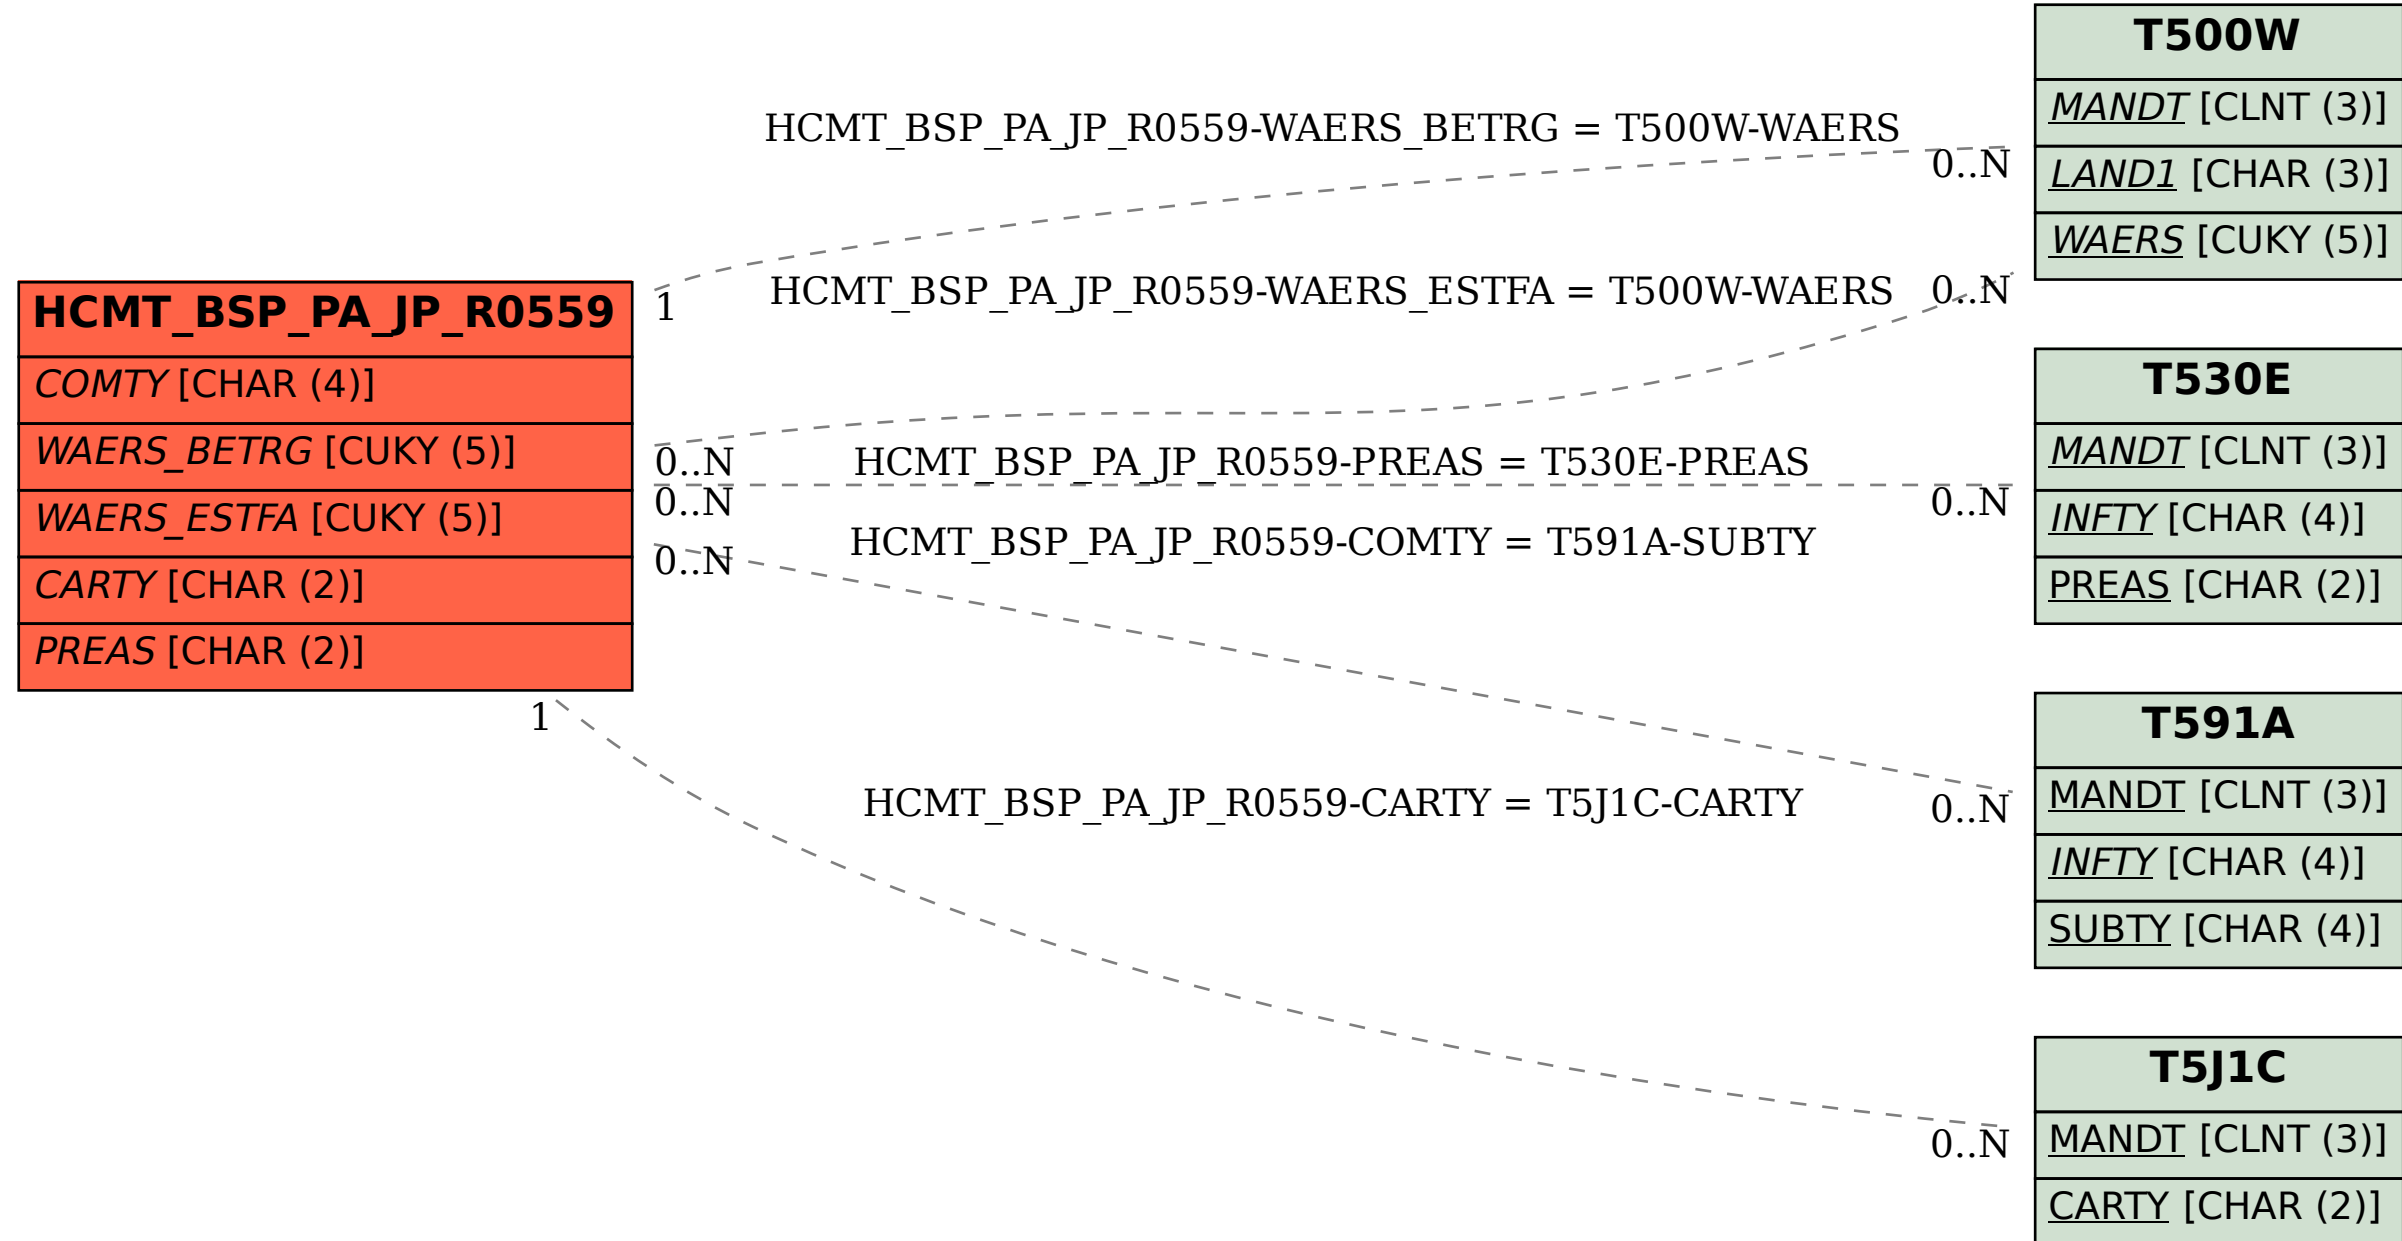 HCMT_BSP_PA_JP_R0559
COMTY [CHAR (4)]
WAERS_BETRG [CUKY (5)]
WAERS_ESTFA [CUKY (5)]
CARTY [CHAR (2)]
PREAS [CHAR (2)]
HCMT_BSP_PA_JP_R0559-WAERS_BETRG = T500W-WAERS
1
0..N
HCMT_BSP_PA_JP_R0559-WAERS_ESTFA = T500W-WAERS
0..N
0..N
HCMT_BSP_PA_JP_R0559-PREAS = T530E-PREAS
0..N
0..N
HCMT_BSP_PA_JP_R0559-COMTY = T591A-SUBTY
0..N
0..N
HCMT_BSP_PA_JP_R0559-CARTY = T5J1C-CARTY
1
0..N
T500W
MANDT [CLNT (3)]
LAND1 [CHAR (3)]
WAERS [CUKY (5)]
T530E
MANDT [CLNT (3)]
INFTY [CHAR (4)]
PREAS [CHAR (2)]
T591A
MANDT [CLNT (3)]
INFTY [CHAR (4)]
SUBTY [CHAR (4)]
T5J1C
MANDT [CLNT (3)]
CARTY [CHAR (2)]